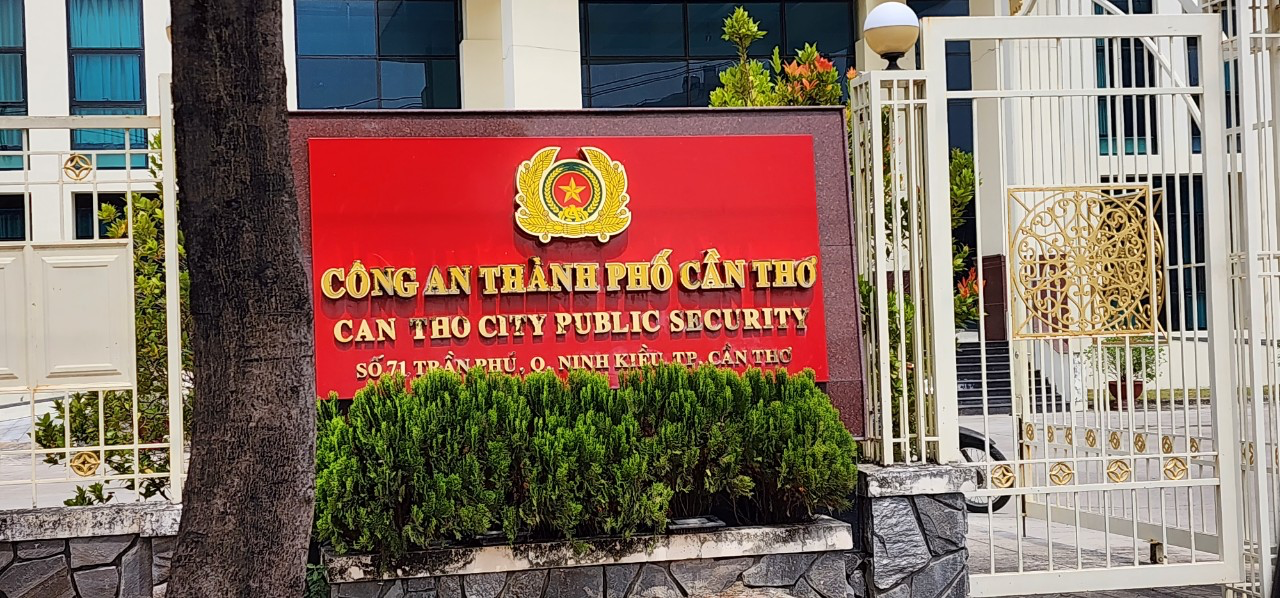 CÔNG AN THÀNH PHỐ CẦN THƠ
CAN THO CITY PUBLIC SECURITY
SỐ 71 TRẦN PHÚ, Q. NINH KIỀU, TP. CẦN THƠ